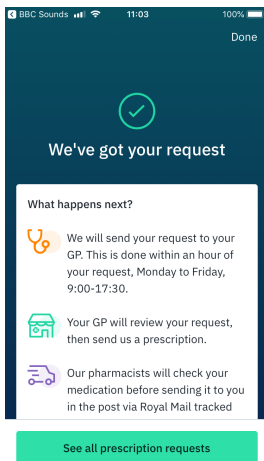 BBC Sounds 11:03 100%
Done
We've got your request
What happens next?
We will send your request to your
GP. This is done within an hour of
your request, Monday to Friday,
9:00-17:30.
Your GP will review your request,
then send us a prescription.
Our pharmacists will check your
medication before sending it to you
in the post via Royal Mail tracked
See all prescription requests